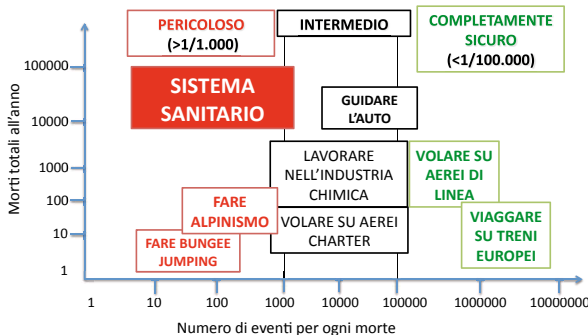 PERICOLOSO
(>1/1.000)
INTERMEDIO
COMPLETAMENTE
SICURO
(<1/100.000)
Morti totali all'anno
100000
10000
1000
100
10
1
SISTEMA
SANITARIO
GUIDARE
L'AUTO
LAVORARE
NELL'INDUSTRIA
CHIMICA
VOLARE SU
AEREI DI
LINEA
FARE
ALPINISMO
VOLARE SU AEREI
CHARTER
VIAGGARE
SU TRENI
EUROPEI
FARE BUNGEE
JUMPING
1 10 100 1000 10000 100000 1000000 10000000
Numero di eventi per ogni morte